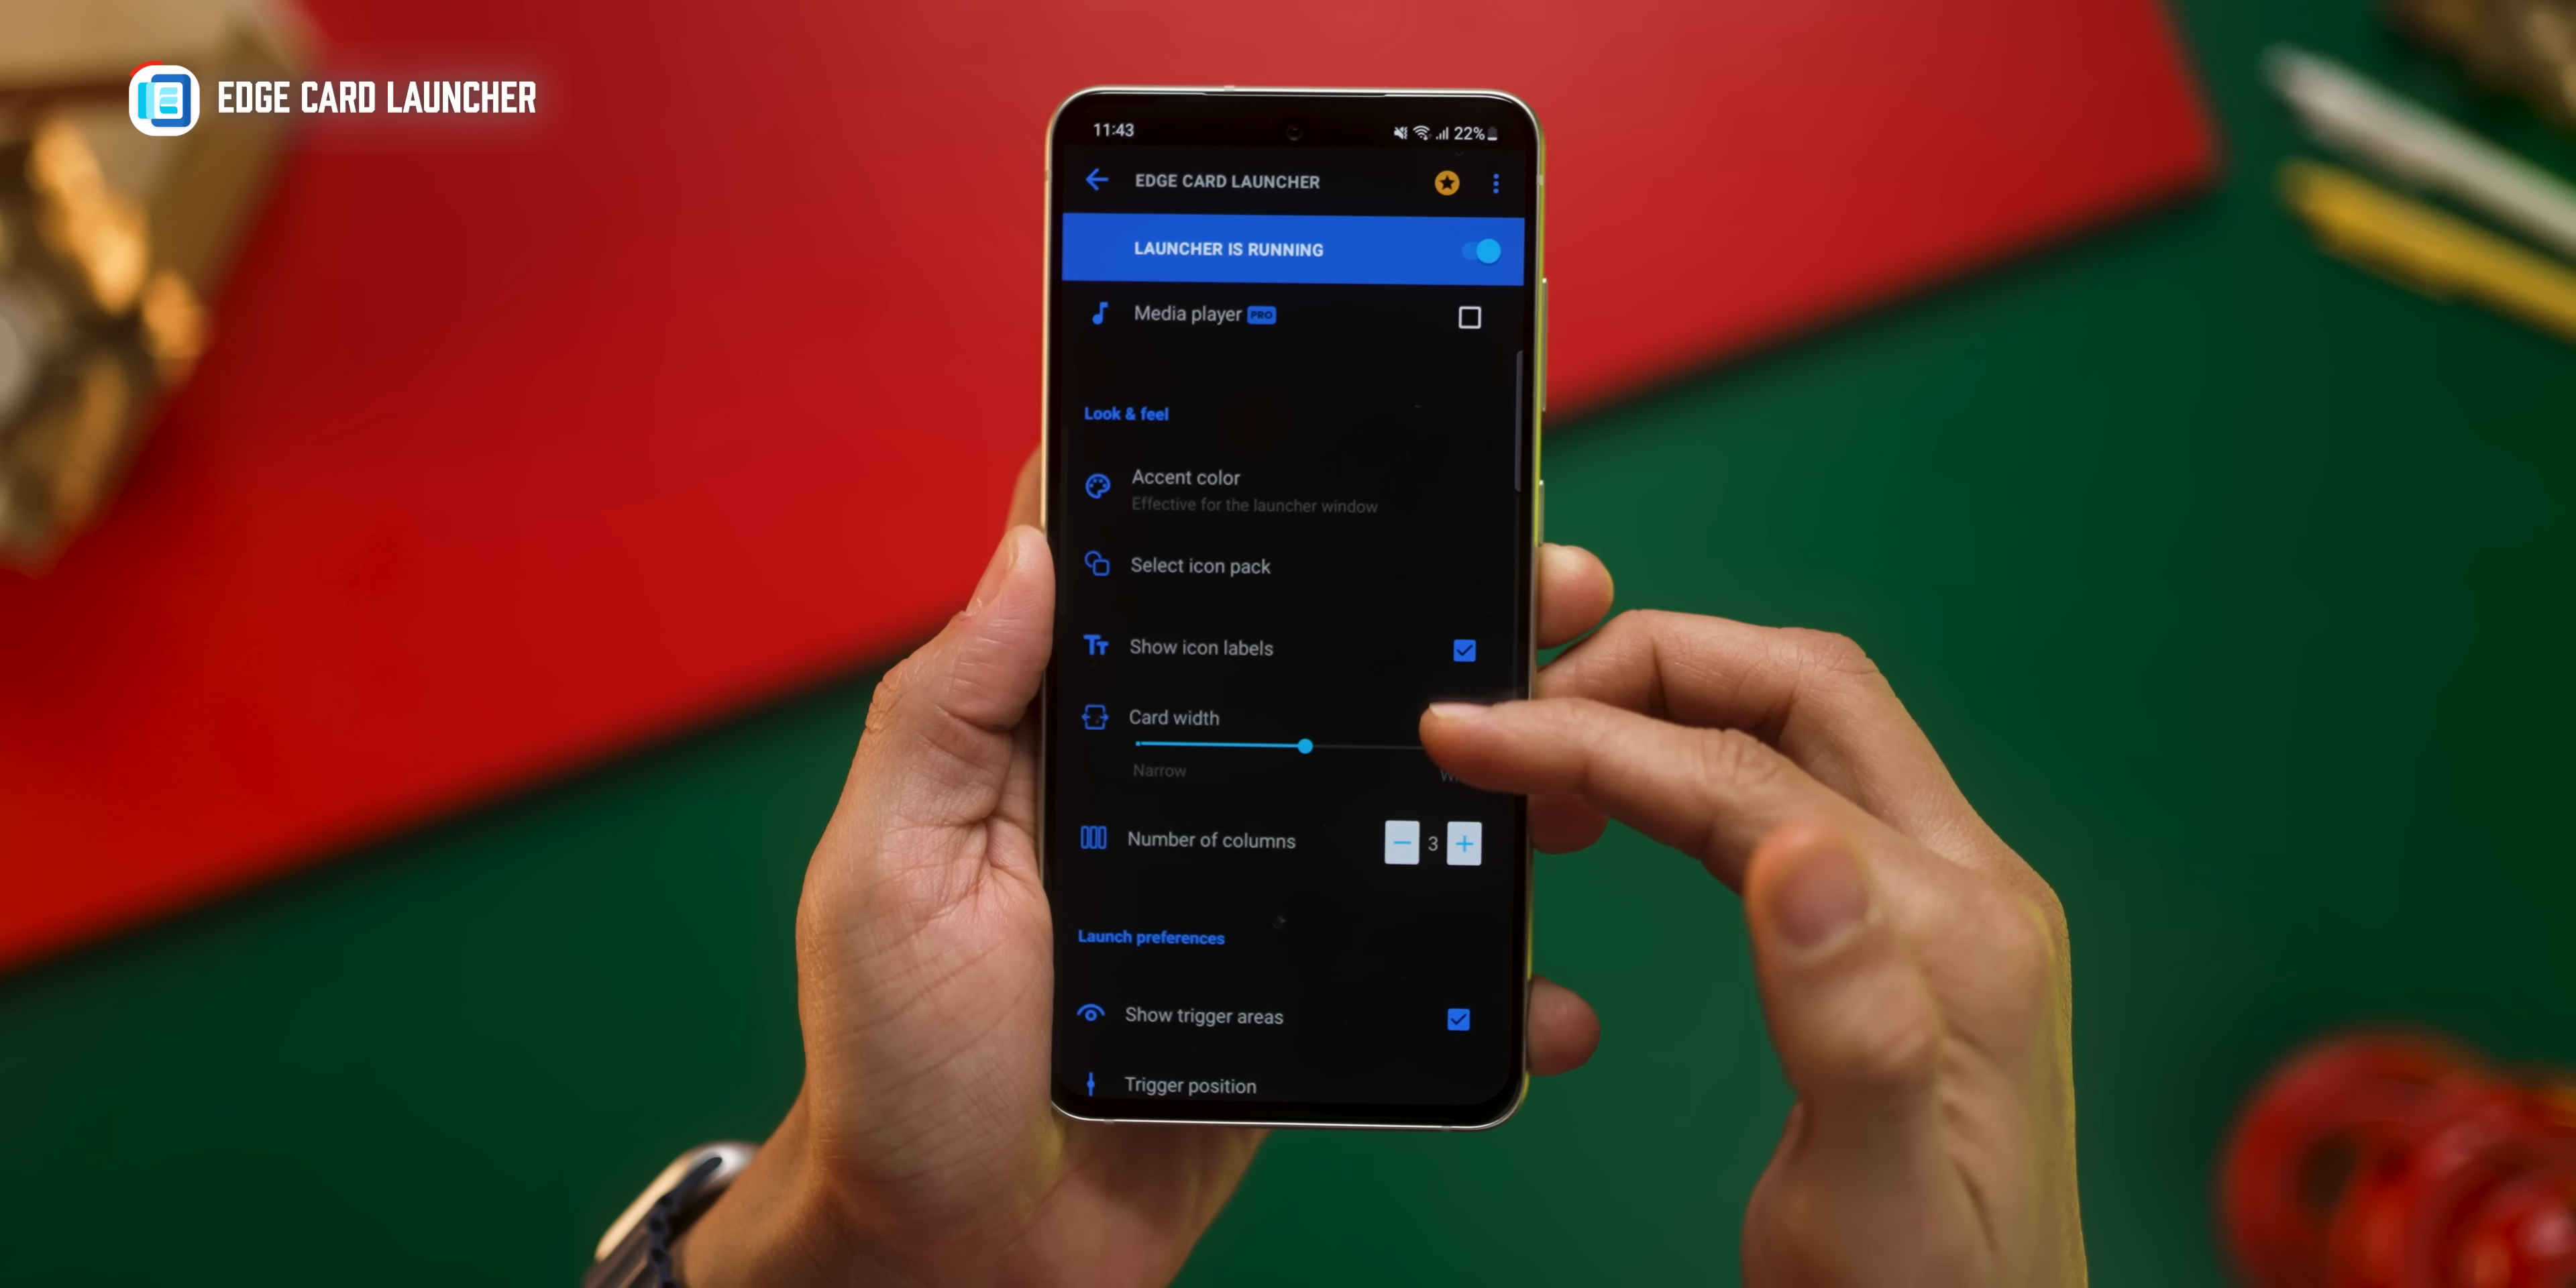 EDGE CARD LAUNCHER
11:43
22%
EDGE CARD LAUNCHER
LAUNCHER IS RUNNING
Media player PRO
Look & feel
Accent color
Effective for the launcher window
Select icon pack
Show icon labels
Card width
Narrow
Number of columns
3
Launch preferences
Show trigger areas
Trigger position